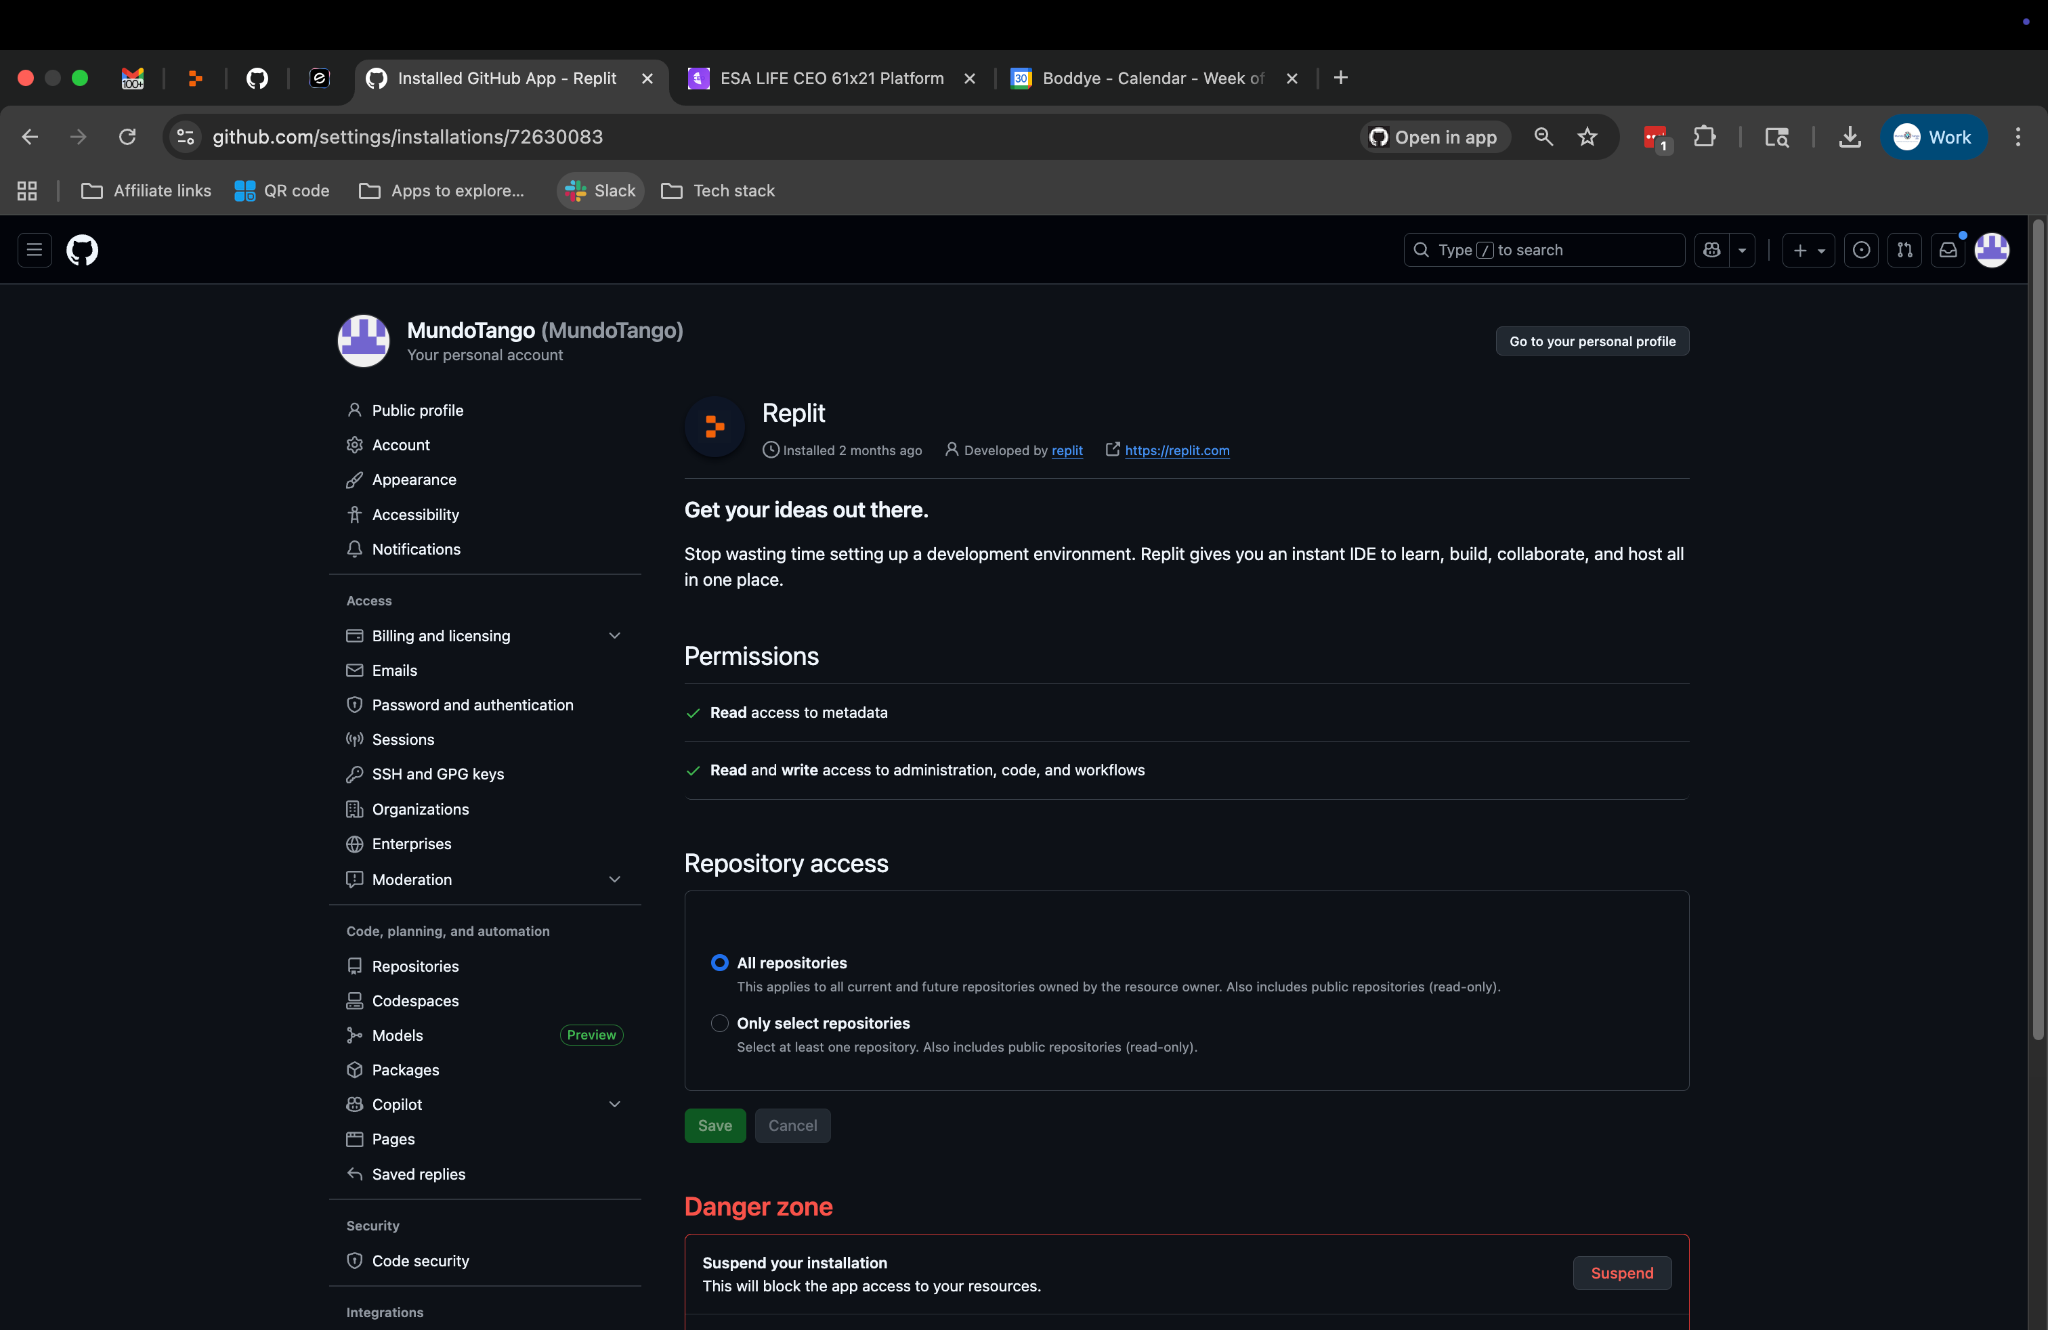 Installed GitHub App - Replit
ESA LIFE CEO 61x21 Platform
Boddye - Calendar - Week of
github.com/settings/installations/72630083
Open in app
1
Work
Affiliate links
QR code
Apps to explore...
Slack
Tech stack
Type / to search
MundoTango (MundoTango)
Your personal account
Go to your personal profile
Public profile
Account
Appearance
Accessibility
Notifications
Access
Billing and licensing
Emails
Password and authentication
Sessions
SSH and GPG keys
Organizations
Enterprises
Moderation
Code, planning, and automation
Repositories
Codespaces
Models
Preview
Packages
Copilot
Pages
Saved replies
Security
Code security
Integrations
Replit
Installed 2 months ago
Developed by replit
https://replit.com
Get your ideas out there.
Stop wasting time setting up a development environment. Replit gives you an instant IDE to learn, build, collaborate, and host all
in one place.
Permissions
Read access to metadata
Read and write access to administration, code, and workflows
Repository access
All repositories
This applies to all current and future repositories owned by the resource owner. Also includes public repositories (read-only).
Only select repositories
Select at least one repository. Also includes public repositories (read-only).
Save
Cancel
Danger zone
Suspend your installation
This will block the app access to your resources.
Suspend